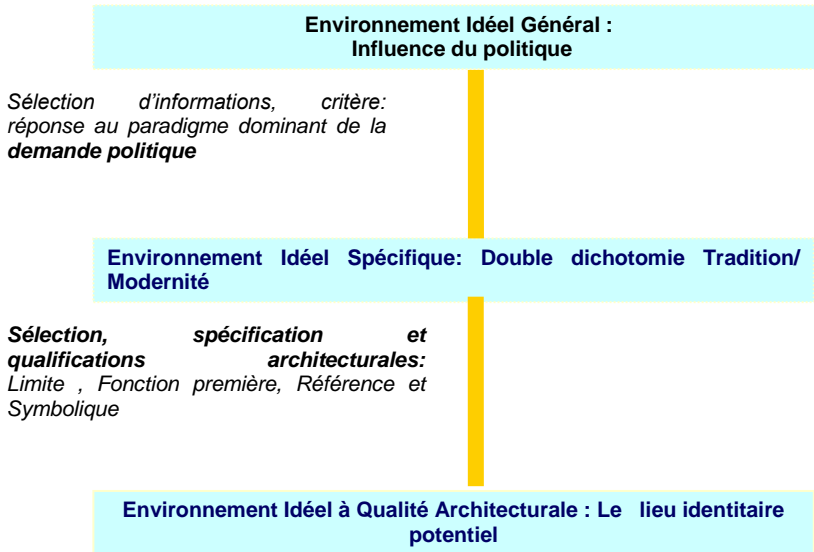 Environnement Idéel Général :
Influence du politique
Sélection d’informations, critère:
réponse au paradigme dominant de la
demande politique
Environnement Idéel Spécifique: Double dichotomie Tradition/
Modernité
Sélection, spécification et
qualifications architecturales:
Limite , Fonction première, Référence et
Symbolique
Environnement Idéel à Qualité Architecturale : Le lieu identitaire
potentiel